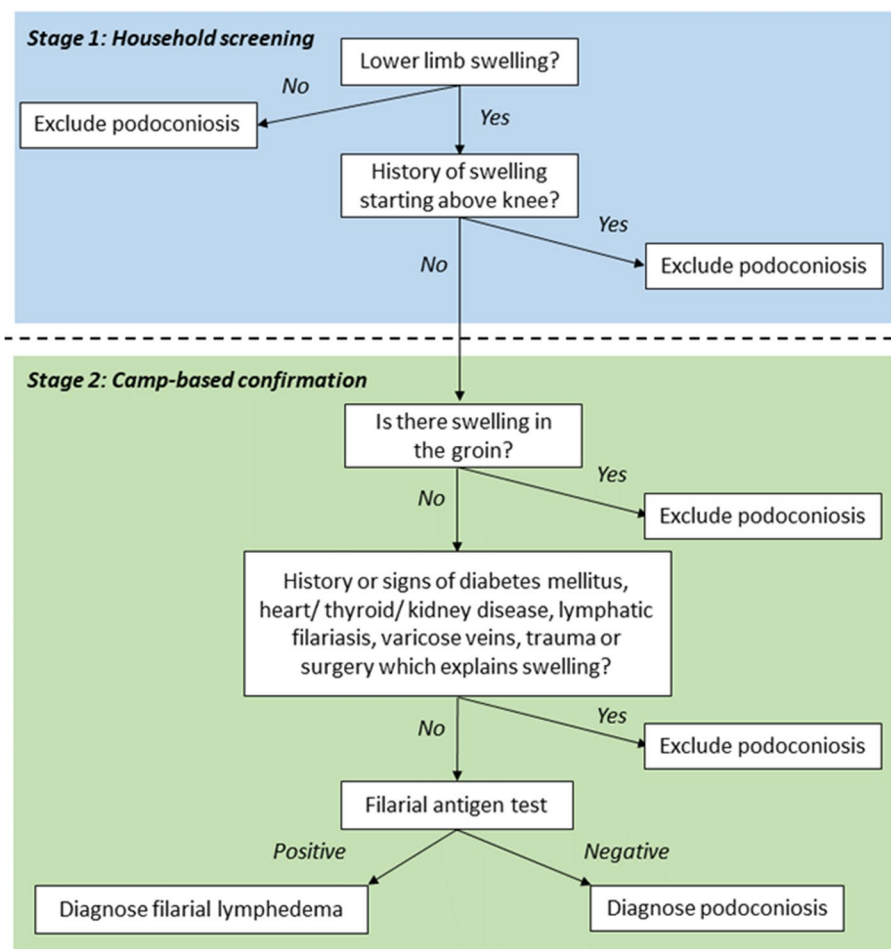 Stage 1: Household screening
Lower limb swelling?
No
Exclude podoconiosis
Yes
History of swelling
starting above knee?
Yes
No
Exclude podoconiosis
Stage 2: Camp-based confirmation
Is there swelling in
the groin?
Yes
No
Exclude podoconiosis
History or signs of diabetes mellitus,
heart/ thyroid/ kidney disease, lymphatic
filariasis, varicose veins, trauma or
surgery which explains swelling?
Yes
No
Exclude podoconiosis
Filarial antigen test
Positive
Negative
Diagnose filarial lymphedema
Diagnose podoconiosis